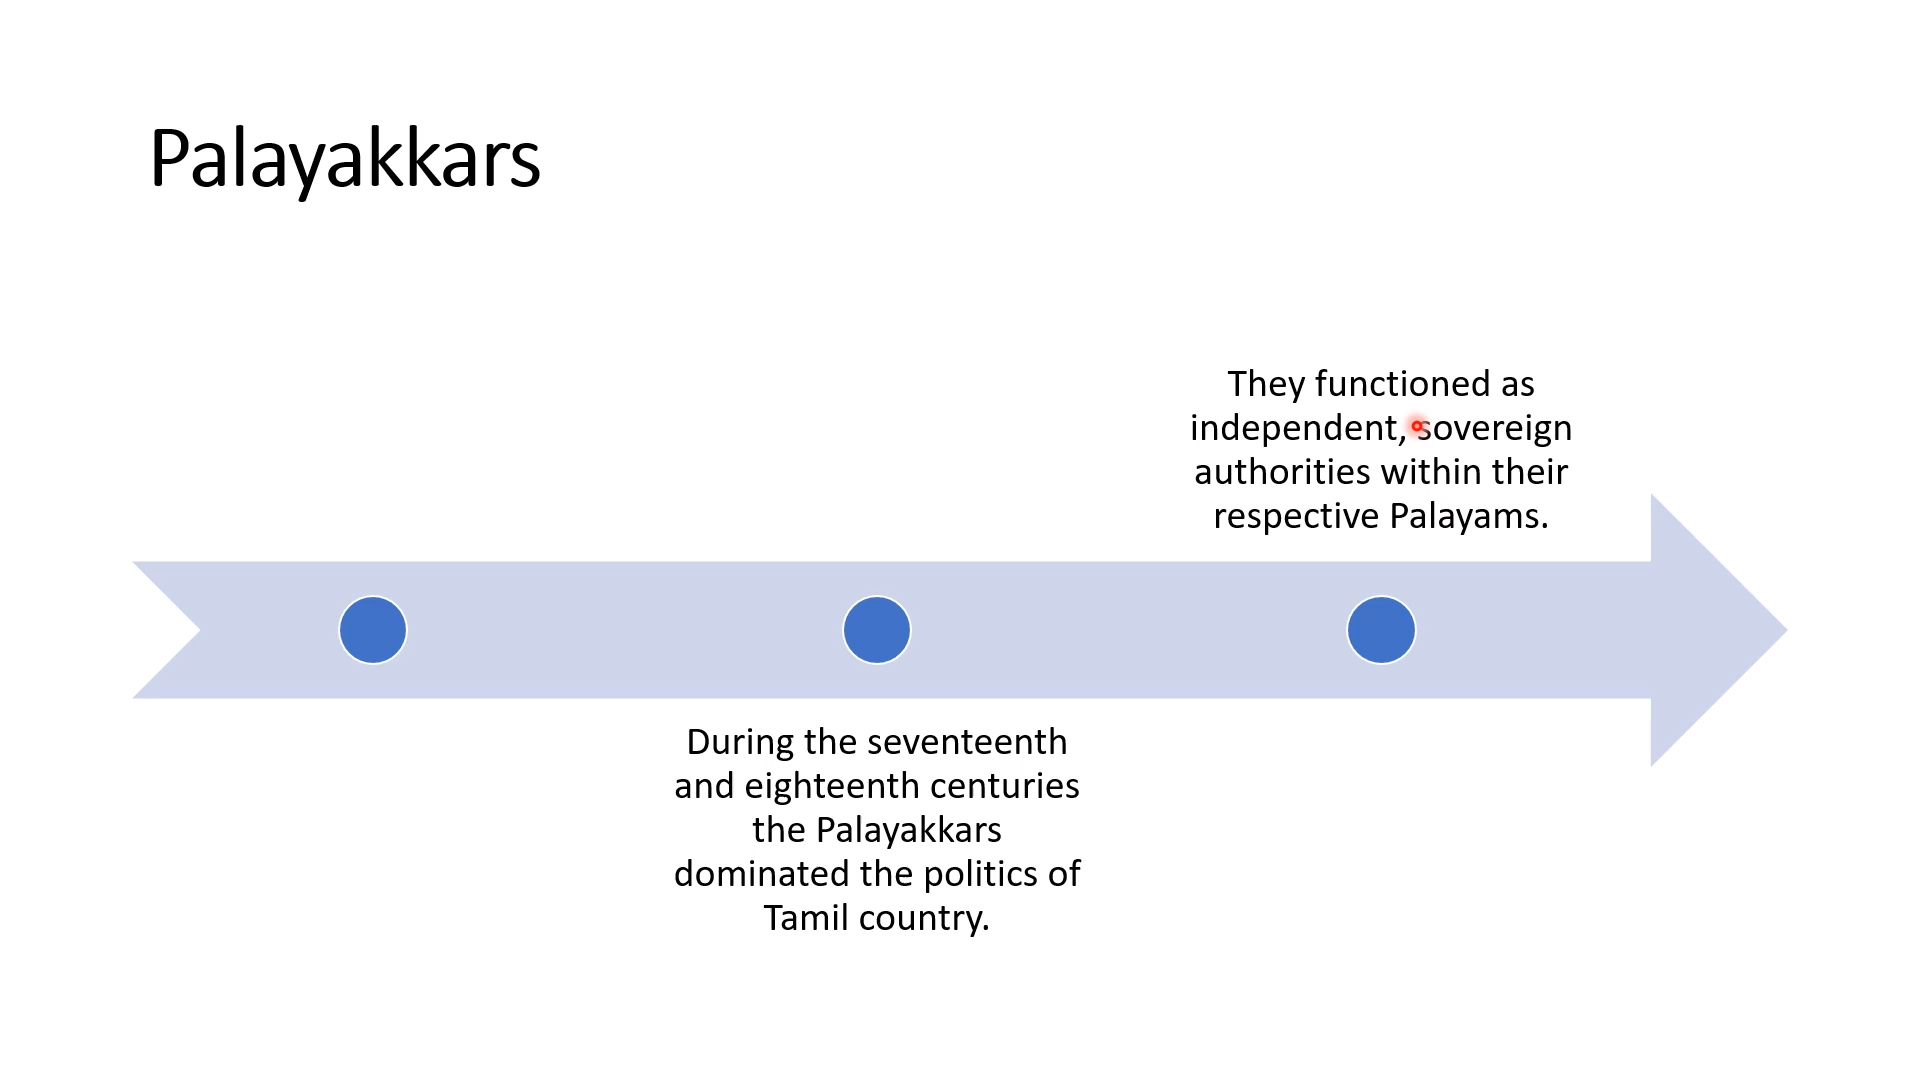 Palayakkars
They functioned as
independent, sovereign
authorities within their
respective Palayams.
During the seventeenth
and eighteenth centuries
the Palayakkars
dominated the politics of
Tamil country.